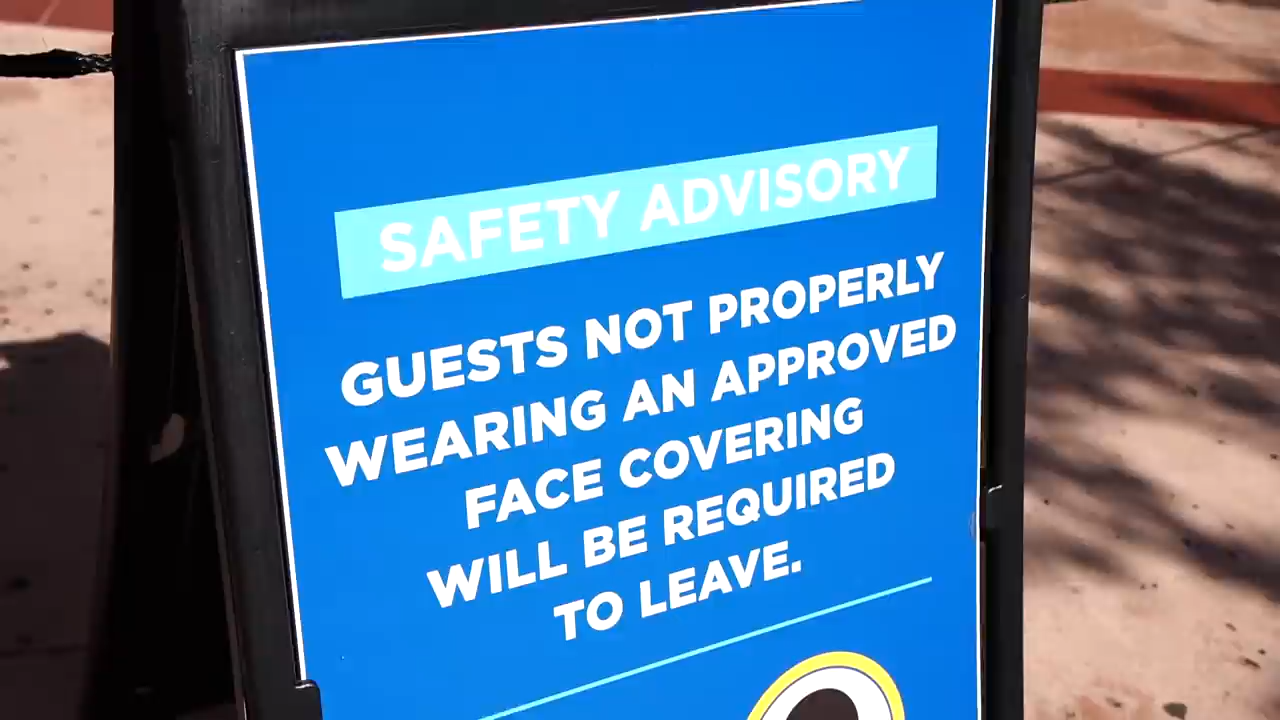 SAFETY ADVISORY
GUESTS NOT PROPERLY
WEARING AN APPROVED
FACE COVERING
WILL BE REQUIRED
TO LEAVE.